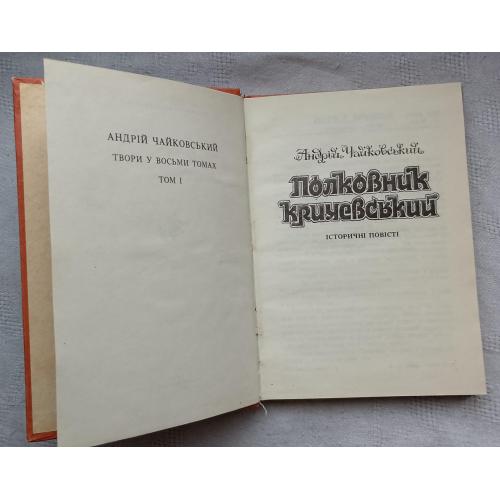 АНДРІЙ ЧАЙКОВСЬКИЙ
ТВОРИ У ВОСЬМИ ТОМАХ
ТОМ I
Андрій Чайковський
ПОЛКОВНИК
КРИЧЕВСЬКИЙ
ІСТОРИЧНІ ПОВІСТІ